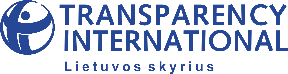 TRANSPARENCY
INTERNATIONAL
Lietuvos skyrius